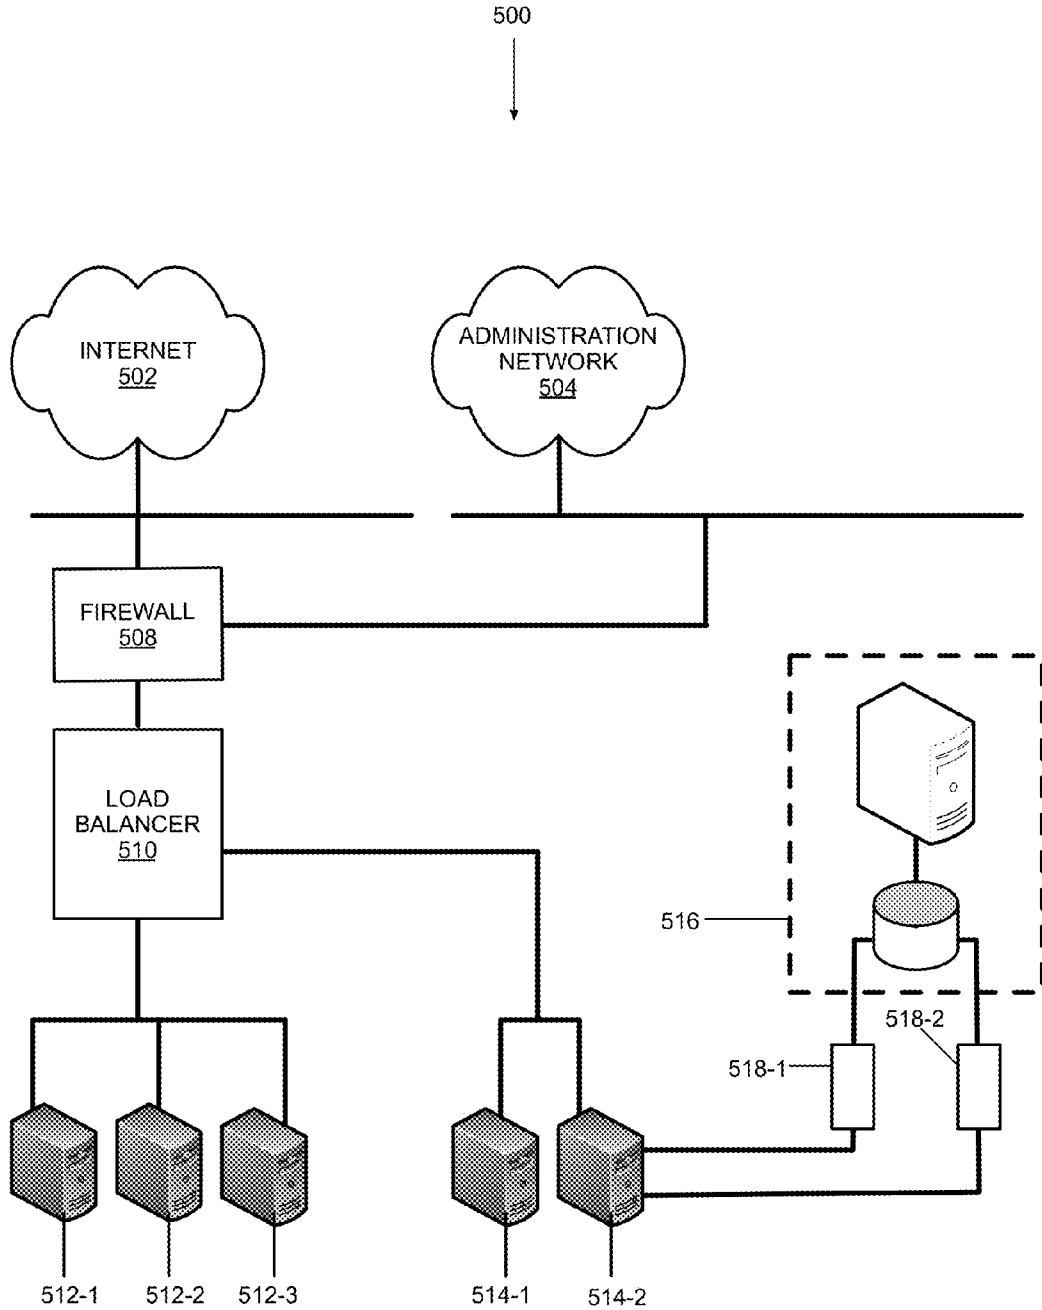 500
INTERNET
502
ADMINISTRATION
NETWORK
504
FIREWALL
508
LOAD
BALANCER
510
516
518-2
518-1
512-1
512-2
512-3
514-1
514-2